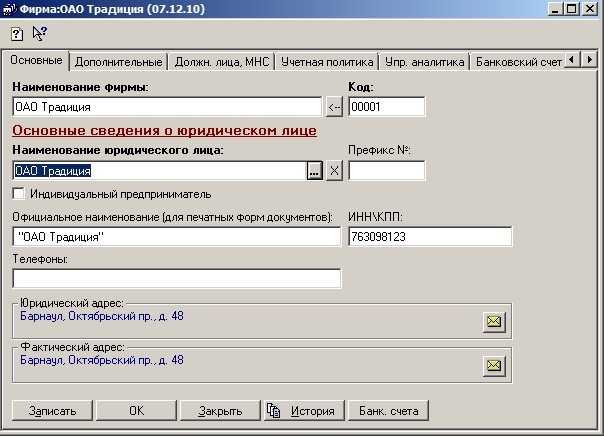 Фирма:ОАО Традиция (07.12.10)
Основные Дополнительные Должн. лица, МНС Учетная политика Упр. аналитика Банковский счет
Наименование фирмы: Код:
ОАО Традиция <-- 00001
Основные сведения о юридическом лице
Наименование юридического лица: Префикс №:
ОАО Традиция ... X
Индивидуальный предприниматель
Официальное наименование (для печатных форм документов): ИНН\КПП:
"ОАО Традиция" 763098123
Телефоны:
Юридический адрес:
Барнаул, Октябрьский пр., д. 48
Фактический адрес:
Барнаул, Октябрьский пр., д. 48
Записать OK Закрыть История Банк. счета